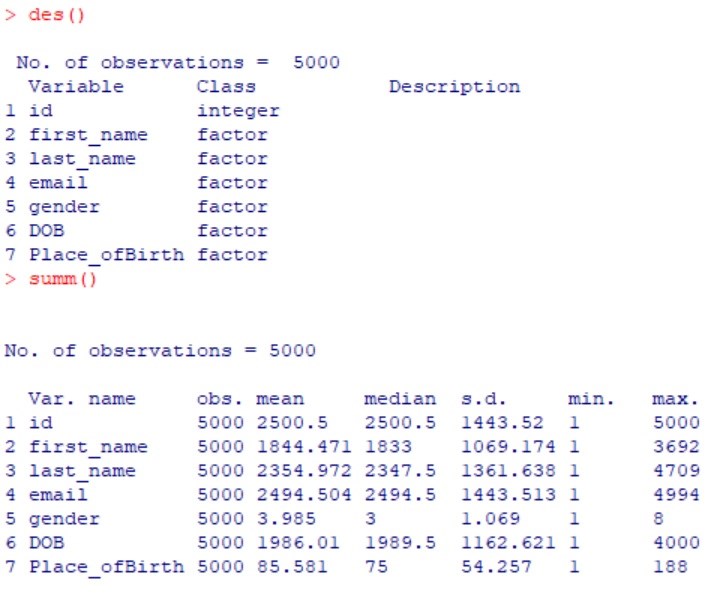 > des()
No. of observations =  5000
  Variable      Class           Description
1 id            integer
2 first_name    factor
3 last_name     factor
4 email         factor
5 gender        factor
6 DOB           factor
7 Place_ofBirth factor
> summ()
No. of observations = 5000
  Var. name     obs. mean     median  s.d.     min.   max.
1 id            5000 2500.5   2500.5  1443.52  1      5000
2 first_name    5000 1844.471 1833    1069.174 1      3692
3 last_name     5000 2354.972 2347.5  1361.638 1      4709
4 email         5000 2494.504 2494.5  1443.513 1      4994
5 gender        5000 3.985    3       1.069    1      8
6 DOB           5000 1986.01  1989.5  1162.621 1      4000
7 Place_ofBirth 5000 85.581   75      54.257   1      188